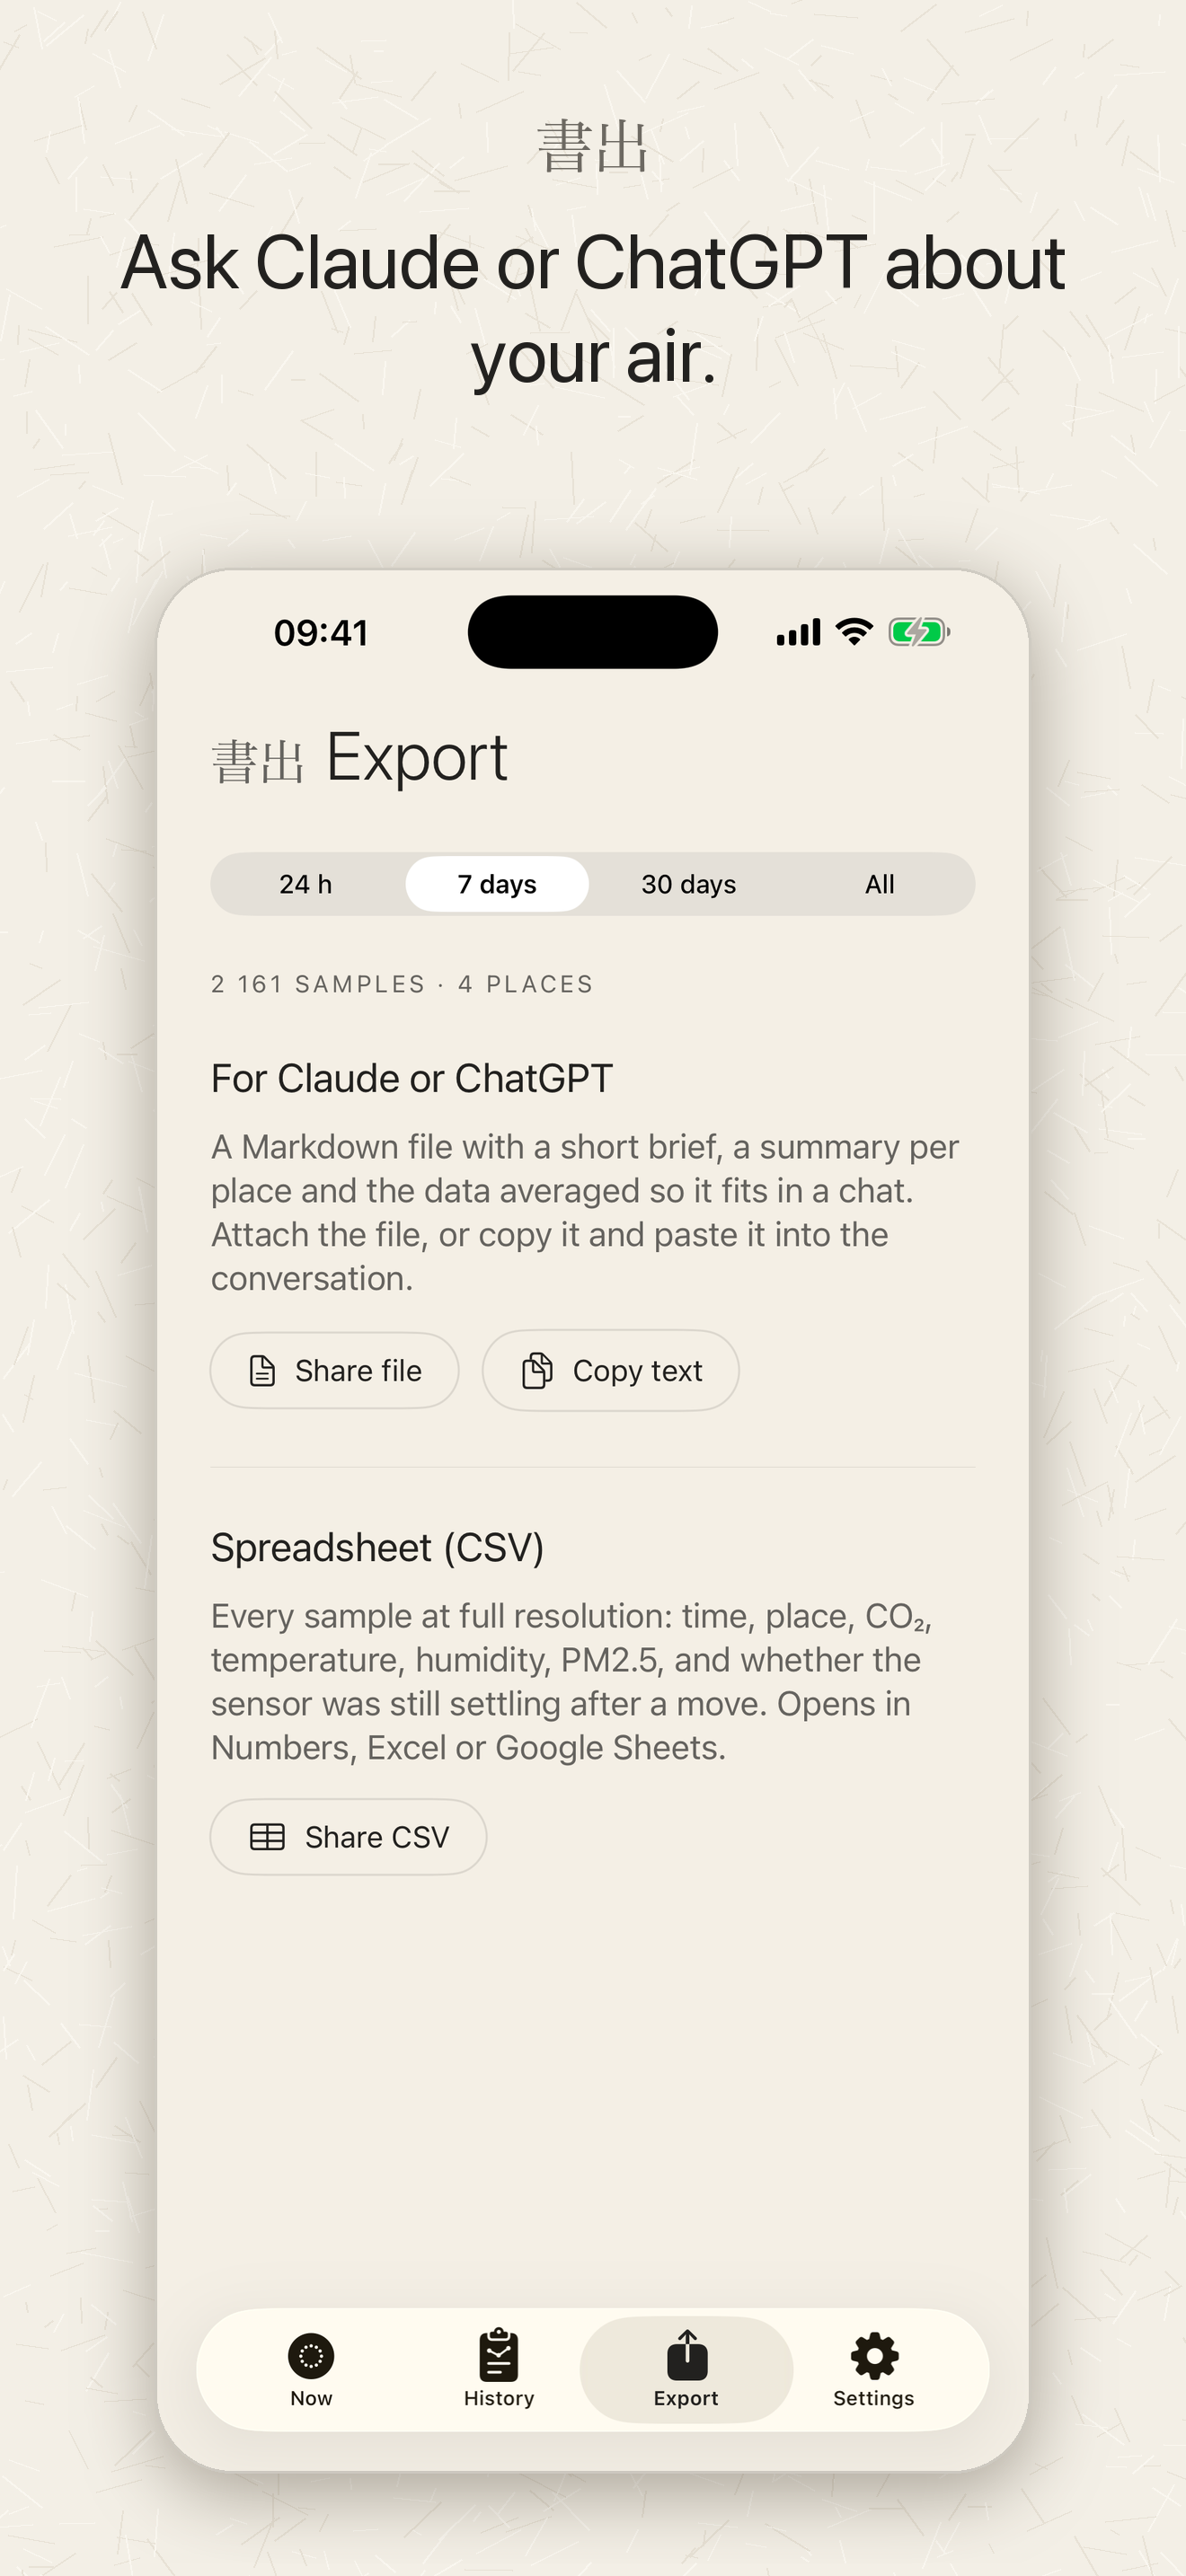 書出
Ask Claude or ChatGPT about
your air.
09:41
書出 Export
24 h 7 days 30 days All
2 161 SAMPLES · 4 PLACES
For Claude or ChatGPT
A Markdown file with a short brief, a summary per
place and the data averaged so it fits in a chat.
Attach the file, or copy it and paste it into the
conversation.
Share file Copy text
Spreadsheet (CSV)
Every sample at full resolution: time, place, CO₂,
temperature, humidity, PM2.5, and whether the
sensor was still settling after a move. Opens in
Numbers, Excel or Google Sheets.
Share CSV
Now History Export Settings